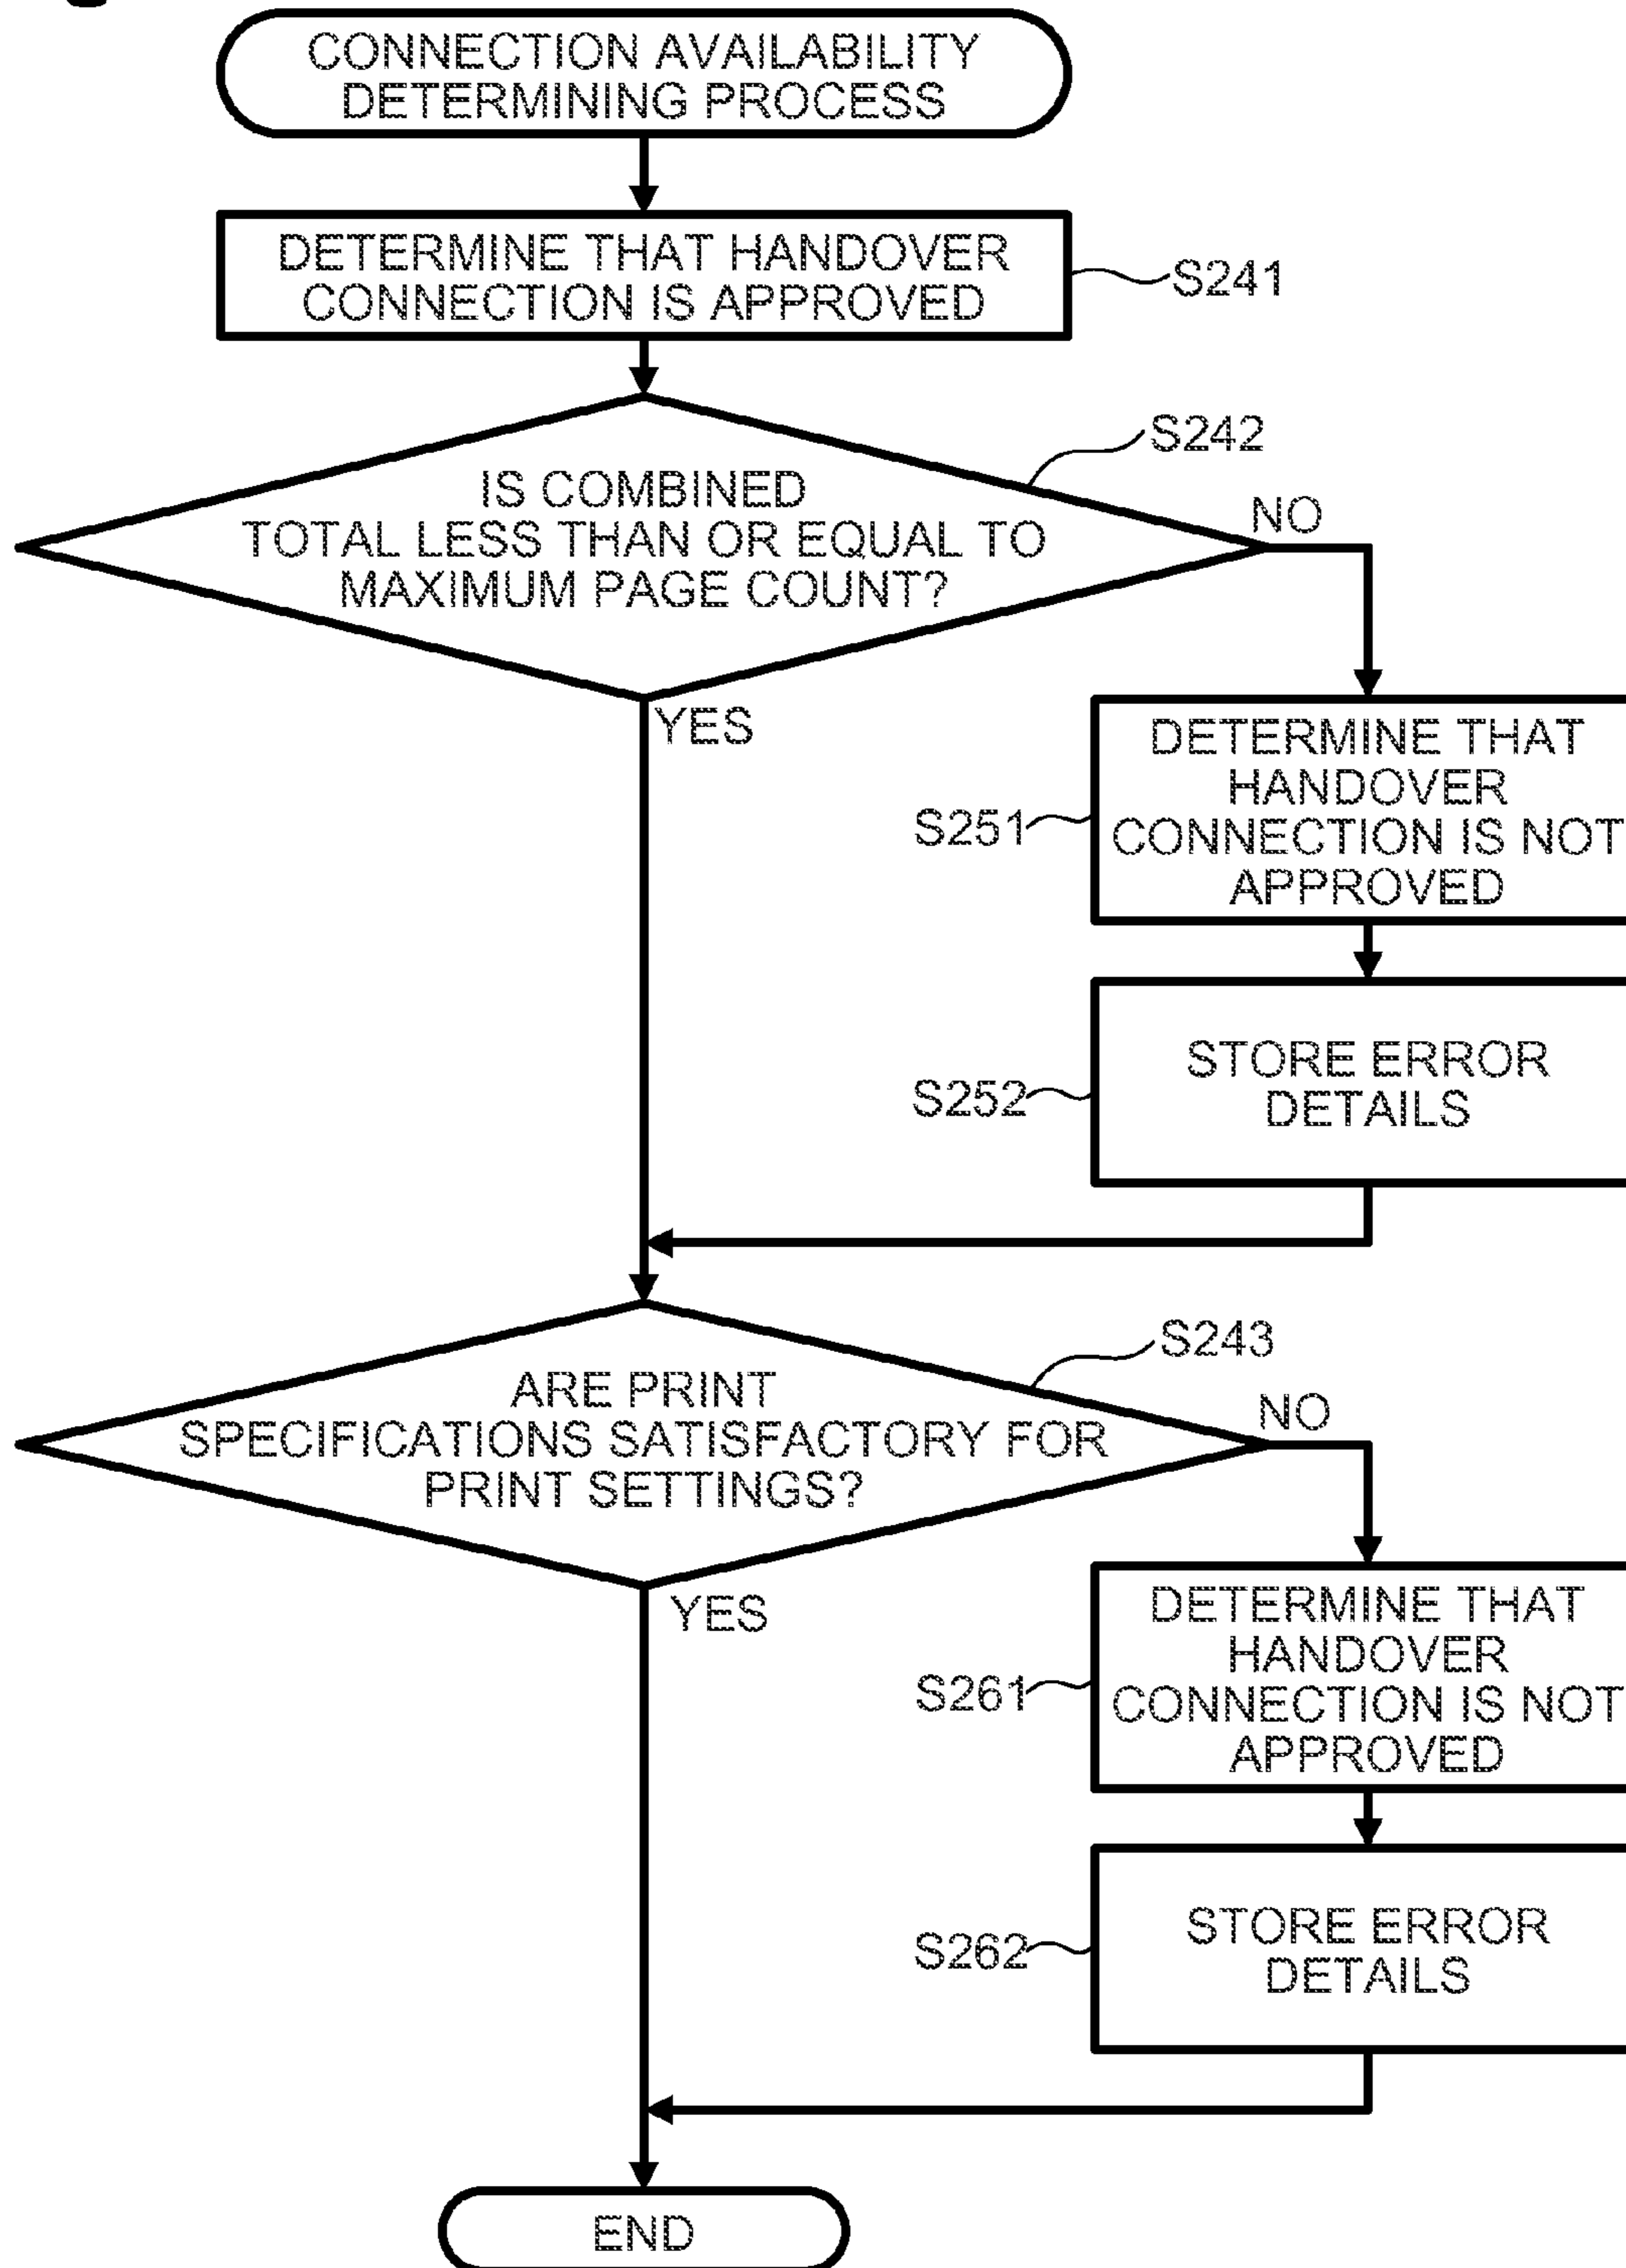 CONNECTION AVAILABILITY
DETERMINING PROCESS
DETERMINE THAT HANDOVER
CONNECTION IS APPROVED
S241
S242
IS COMBINED
TOTAL LESS THAN OR EQUAL TO
MAXIMUM PAGE COUNT?
NO
YES
DETERMINE THAT
HANDOVER
CONNECTION IS NOT
APPROVED
S251
STORE ERROR
DETAILS
S252
S243
ARE PRINT
SPECIFICATIONS SATISFACTORY FOR
PRINT SETTINGS?
NO
YES
DETERMINE THAT
HANDOVER
CONNECTION IS NOT
APPROVED
S261
STORE ERROR
DETAILS
S262
END